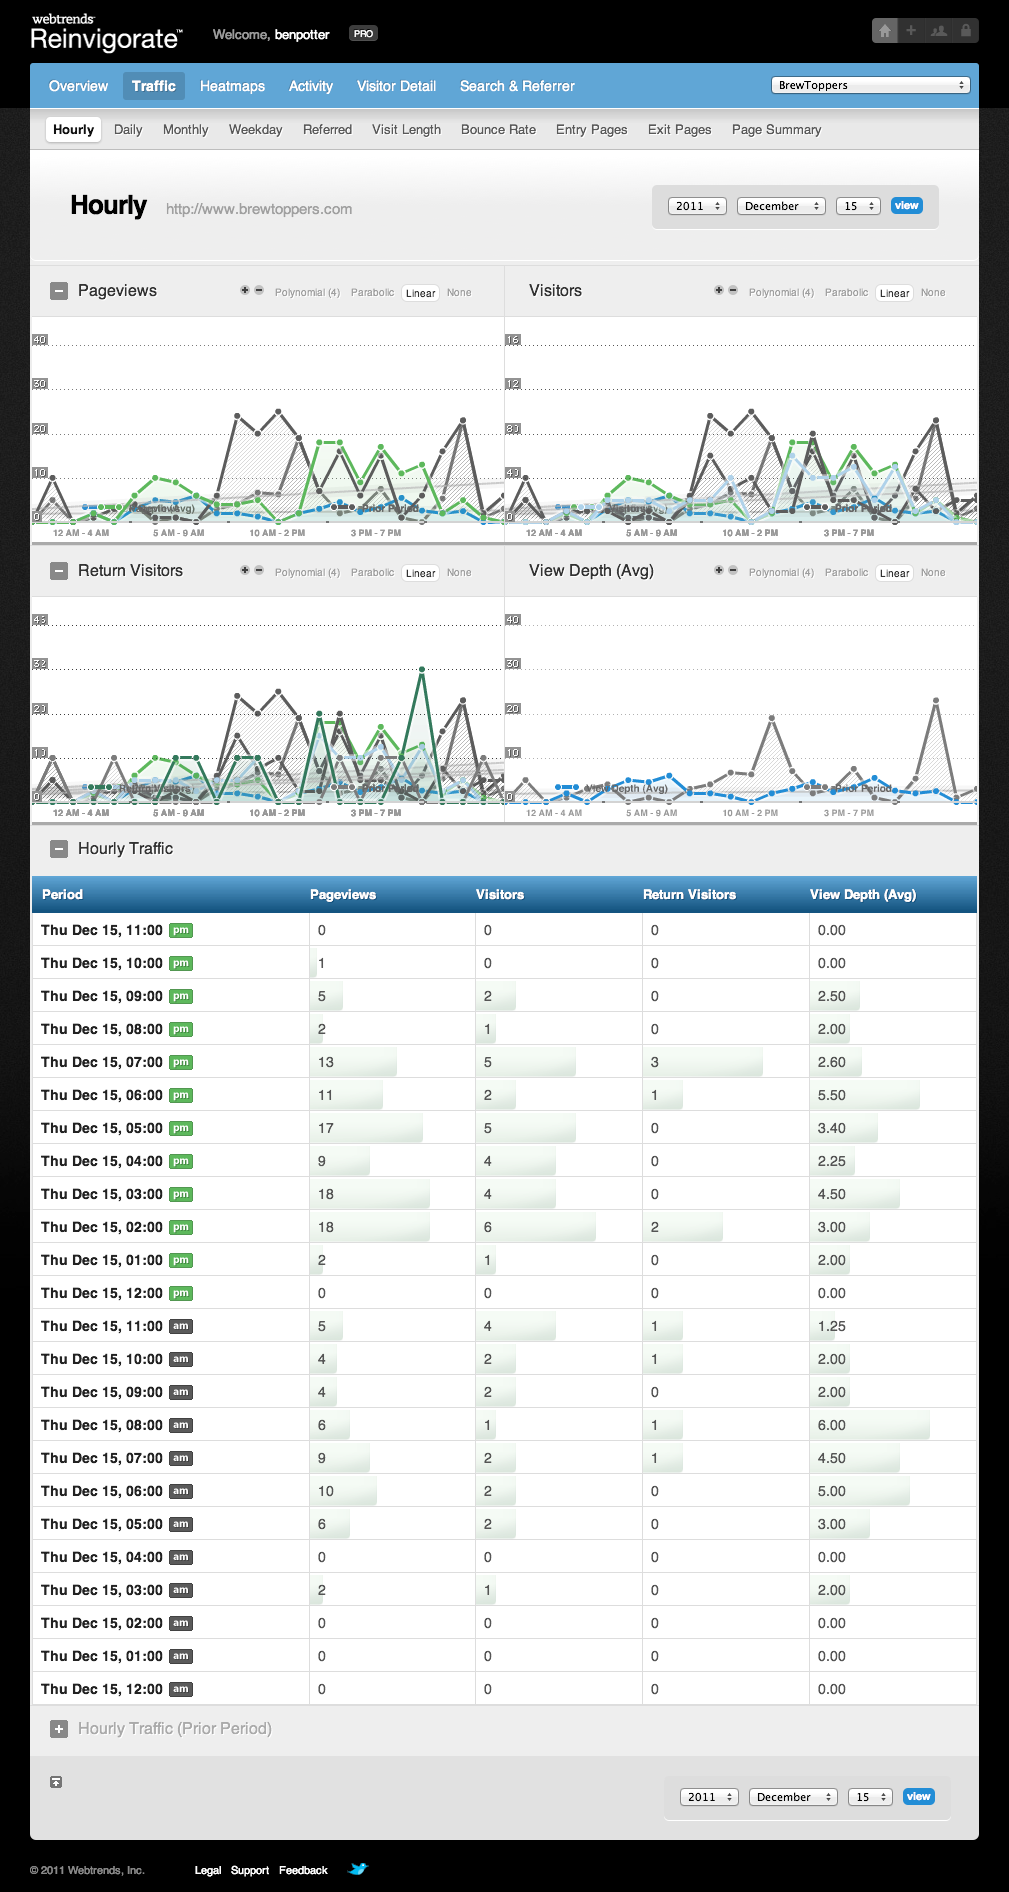 webtrends
Reinvigorate™
Welcome, benpotter PRO
Overview Traffic Heatmaps Activity Visitor Detail Search & Referrer BrewToppers
Hourly Daily Monthly Weekday Referred Visit Length Bounce Rate Entry Pages Exit Pages Page Summary
Hourly http://www.brewtoppers.com 2011 December 15 view
Pageviews Polynomial (4) Parabolic Linear None
Visitors Polynomial (4) Parabolic Linear None
40 16
30 12
20
10
0 0
Prior Period Prior Period
12 AM - 4 AM 5 AM - 9 AM 10 AM - 2 PM 3 PM - 7 PM
12 AM - 4 AM 5 AM - 9 AM 10 AM - 2 PM 3 PM - 7 PM
Return Visitors Polynomial (4) Parabolic Linear None
View Depth (Avg) Polynomial (4) Parabolic Linear None
40
32 30
20
10
0 0
Return Visitors Prior Period View Depth (Avg) Prior Period
12 AM - 4 AM 5 AM - 9 AM 10 AM - 2 PM 3 PM - 7 PM
12 AM - 4 AM 5 AM - 9 AM 10 AM - 2 PM 3 PM - 7 PM
Hourly Traffic
Period Pageviews Visitors Return Visitors View Depth (Avg)
Thu Dec 15, 11:00 pm 0 0 0 0.00
Thu Dec 15, 10:00 pm 1 0 0 0.00
Thu Dec 15, 09:00 pm 5 2 0 2.50
Thu Dec 15, 08:00 pm 2 1 0 2.00
Thu Dec 15, 07:00 pm 13 5 3 2.60
Thu Dec 15, 06:00 pm 11 2 1 5.50
Thu Dec 15, 05:00 pm 17 5 0 3.40
Thu Dec 15, 04:00 pm 9 4 0 2.25
Thu Dec 15, 03:00 pm 18 4 0 4.50
Thu Dec 15, 02:00 pm 18 6 2 3.00
Thu Dec 15, 01:00 pm 2 1 0 2.00
Thu Dec 15, 12:00 pm 0 0 0 0.00
Thu Dec 15, 11:00 am 5 4 1 1.25
Thu Dec 15, 10:00 am 4 2 1 2.00
Thu Dec 15, 09:00 am 4 2 0 2.00
Thu Dec 15, 08:00 am 6 1 1 6.00
Thu Dec 15, 07:00 am 9 2 1 4.50
Thu Dec 15, 06:00 am 10 2 0 5.00
Thu Dec 15, 05:00 am 6 2 0 3.00
Thu Dec 15, 04:00 am 0 0 0 0.00
Thu Dec 15, 03:00 am 2 1 0 2.00
Thu Dec 15, 02:00 am 0 0 0 0.00
Thu Dec 15, 01:00 am 0 0 0 0.00
Thu Dec 15, 12:00 am 0 0 0 0.00
Hourly Traffic (Prior Period)
2011 December 15 view
© 2011 Webtrends, Inc. Legal Support Feedback